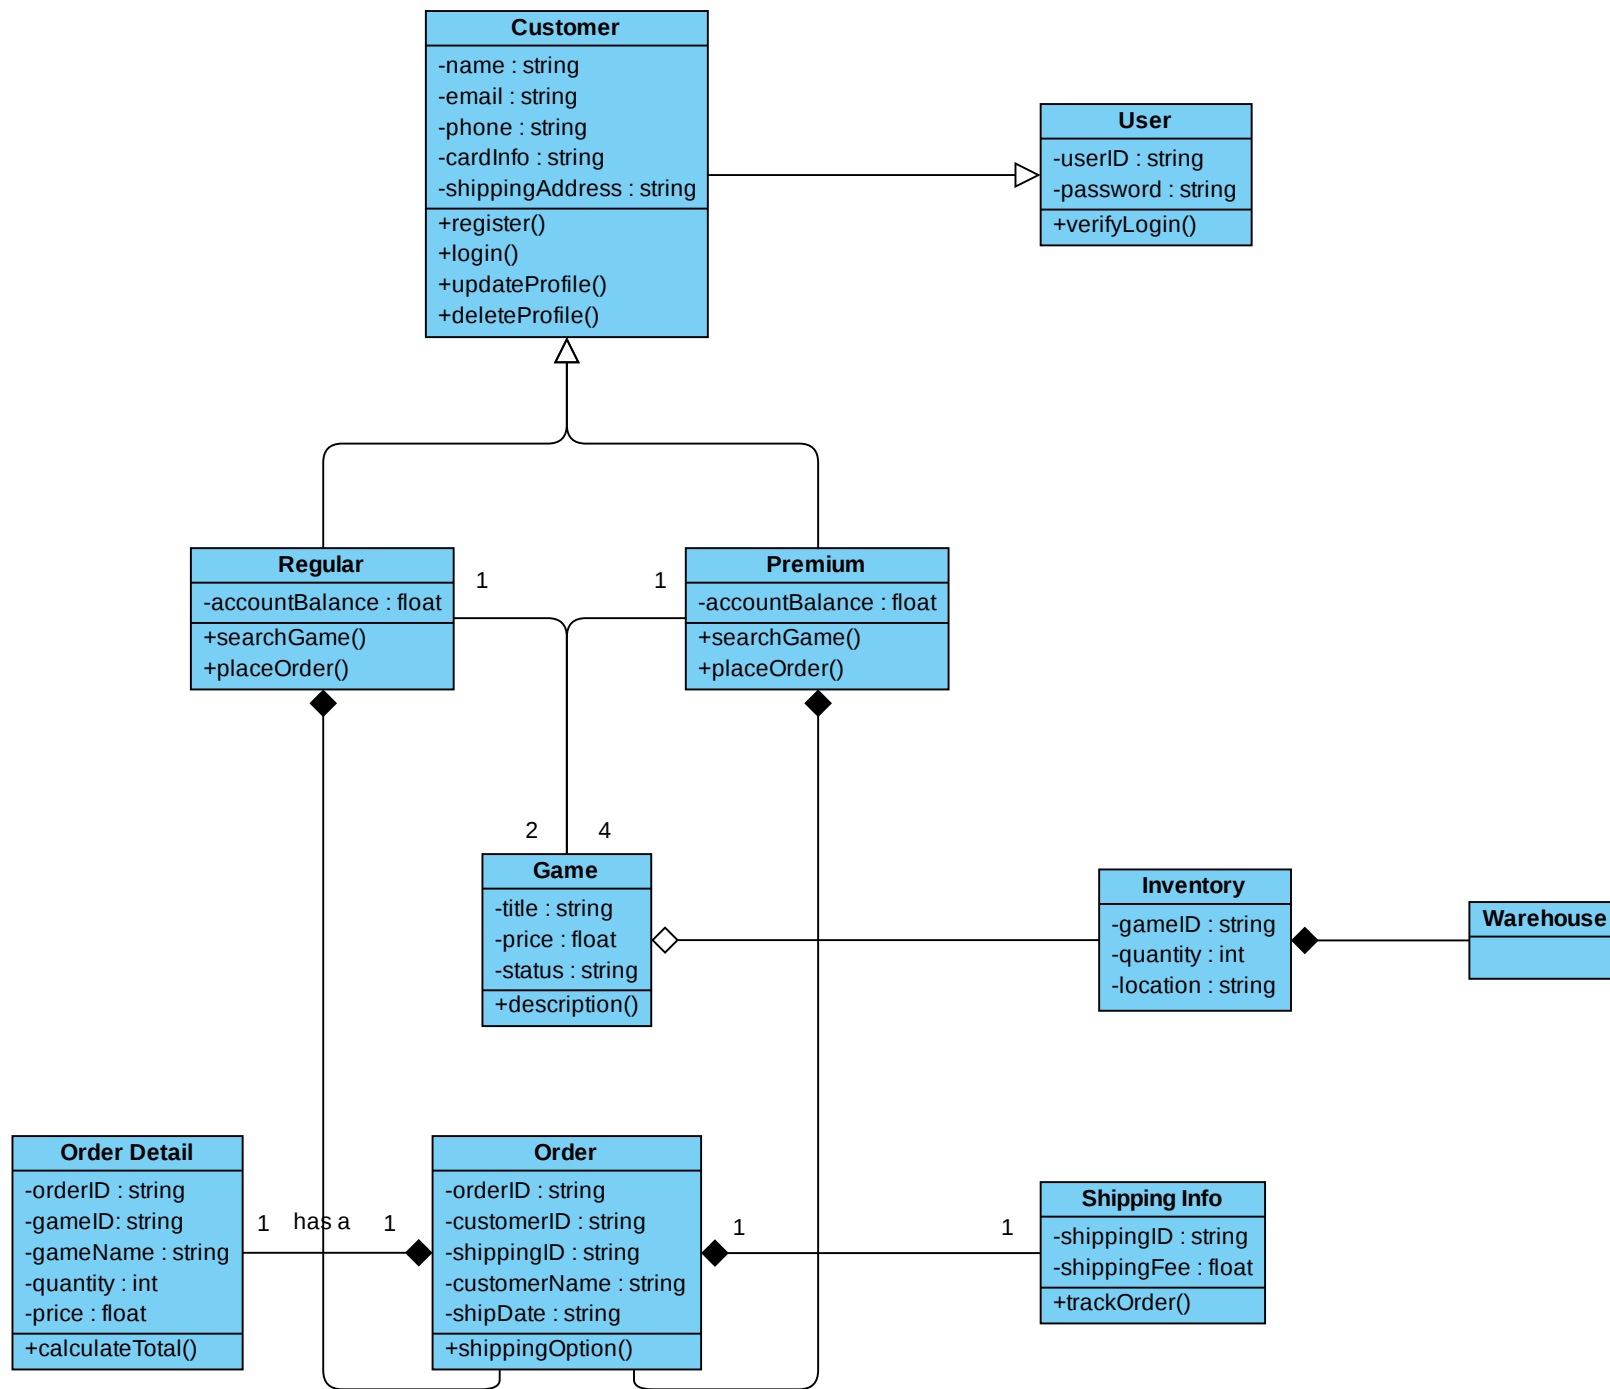 Customer
-name : string
-email : string
-phone : string
-cardInfo : string
-shippingAddress : string
+register()
+login()
+updateProfile()
+deleteProfile()
User
-userID : string
-password : string
+verifyLogin()
Regular
-accountBalance : float
+searchGame()
+placeOrder()
1
1
Premium
-accountBalance : float
+searchGame()
+placeOrder()
2
4
Game
-title : string
-price : float
-status : string
+description()
Inventory
-gameID : string
-quantity : int
-location : string
Warehouse
Order Detail
-orderID : string
-gameID: string
-gameName : string
-quantity : int
-price : float
+calculateTotal()
1
has a
1
Order
-orderID : string
-customerID : string
-shippingID : string
-customerName : string
-shipDate : string
+shippingOption()
1
1
Shipping Info
-shippingID : string
-shippingFee : float
+trackOrder()